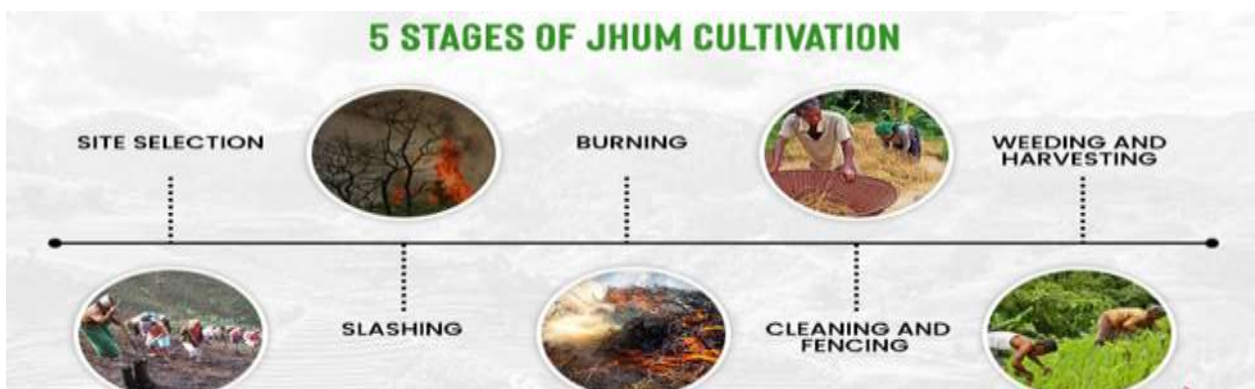 5 STAGES OF JHUM CULTIVATION
SITE SELECTION
SLASHING
BURNING
CLEANING AND
FENCING
WEEDING AND
HARVESTING